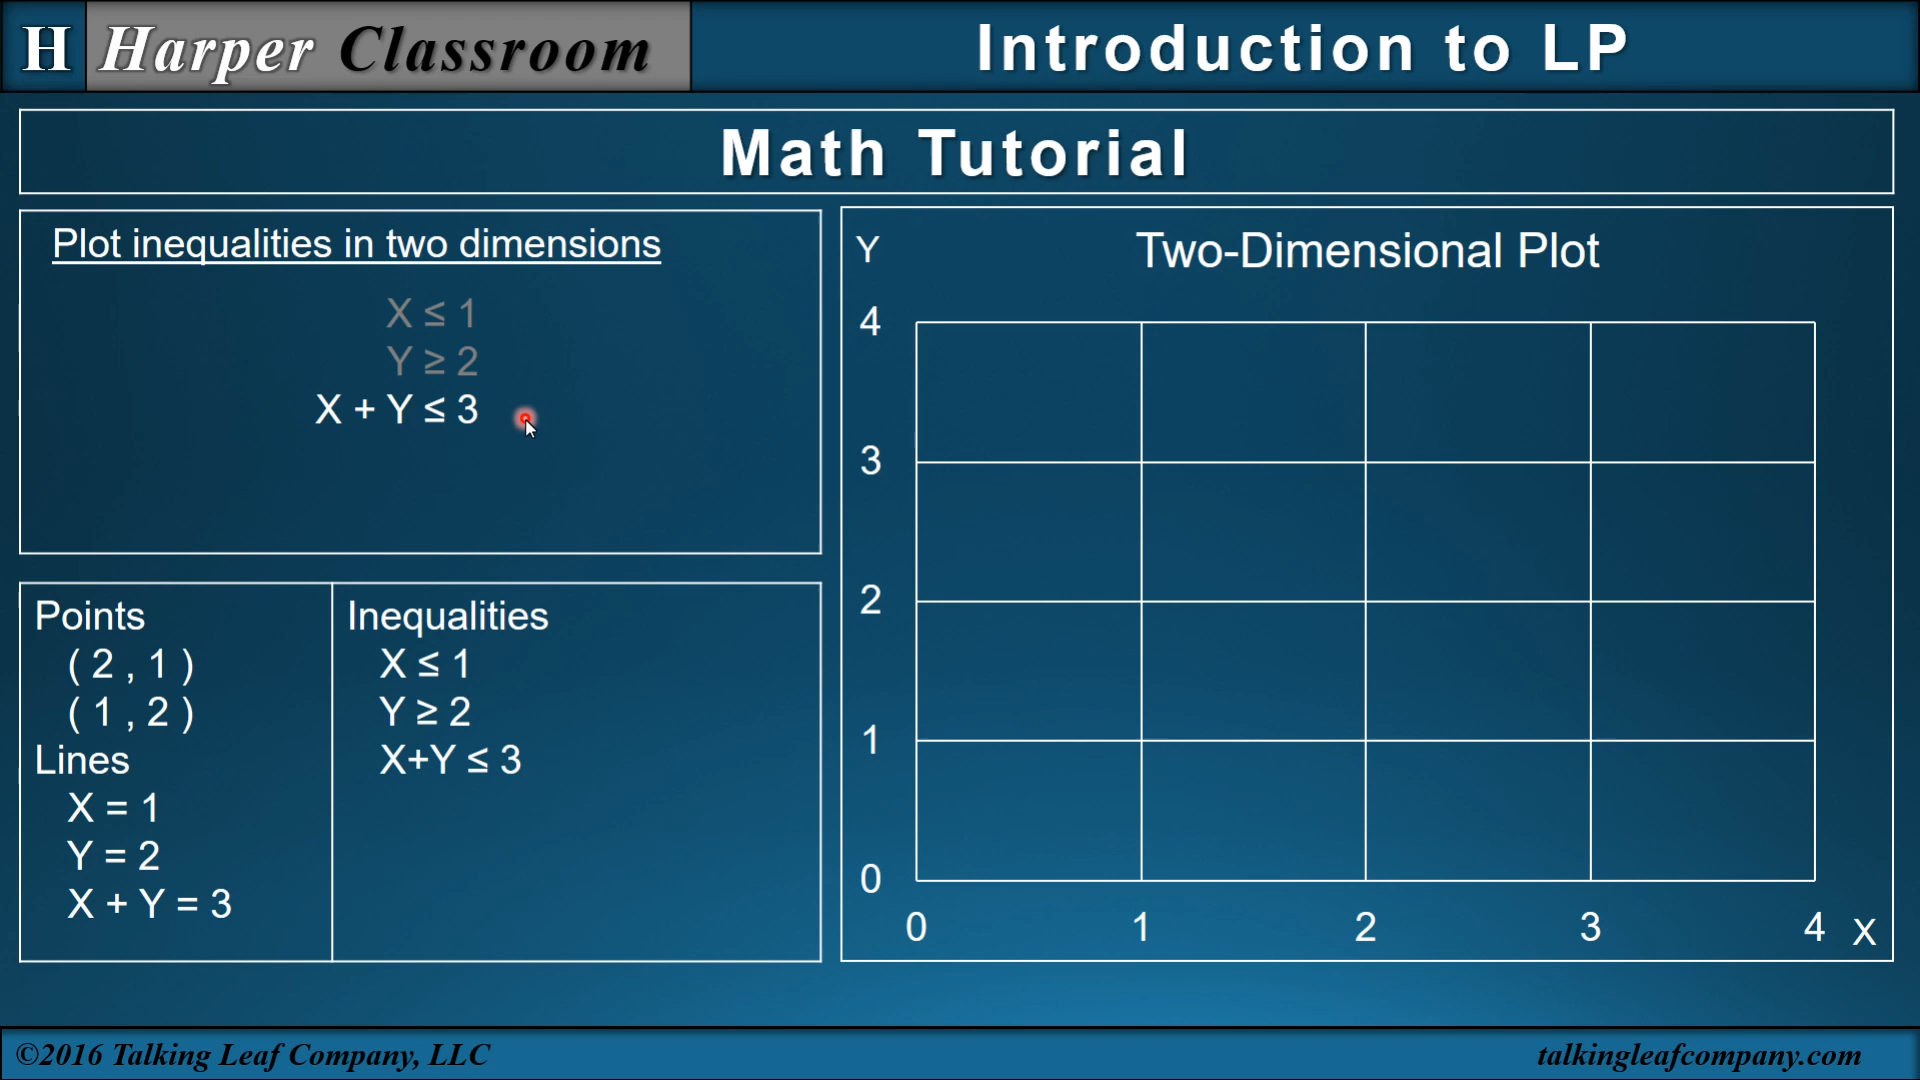 H Harper Classroom
Introduction to LP
Math Tutorial
Plot inequalities in two dimensions
X ≤ 1
Y ≥ 2
X + Y ≤ 3
Points
( 2 , 1 )
( 1 , 2 )
Lines
X = 1
Y = 2
X + Y = 3
Inequalities
X ≤ 1
Y ≥ 2
X+Y ≤ 3
Y
Two-Dimensional Plot
4
3
2
1
0
0 1 2 3 4 X
©2016 Talking Leaf Company, LLC
talkingleafcompany.com